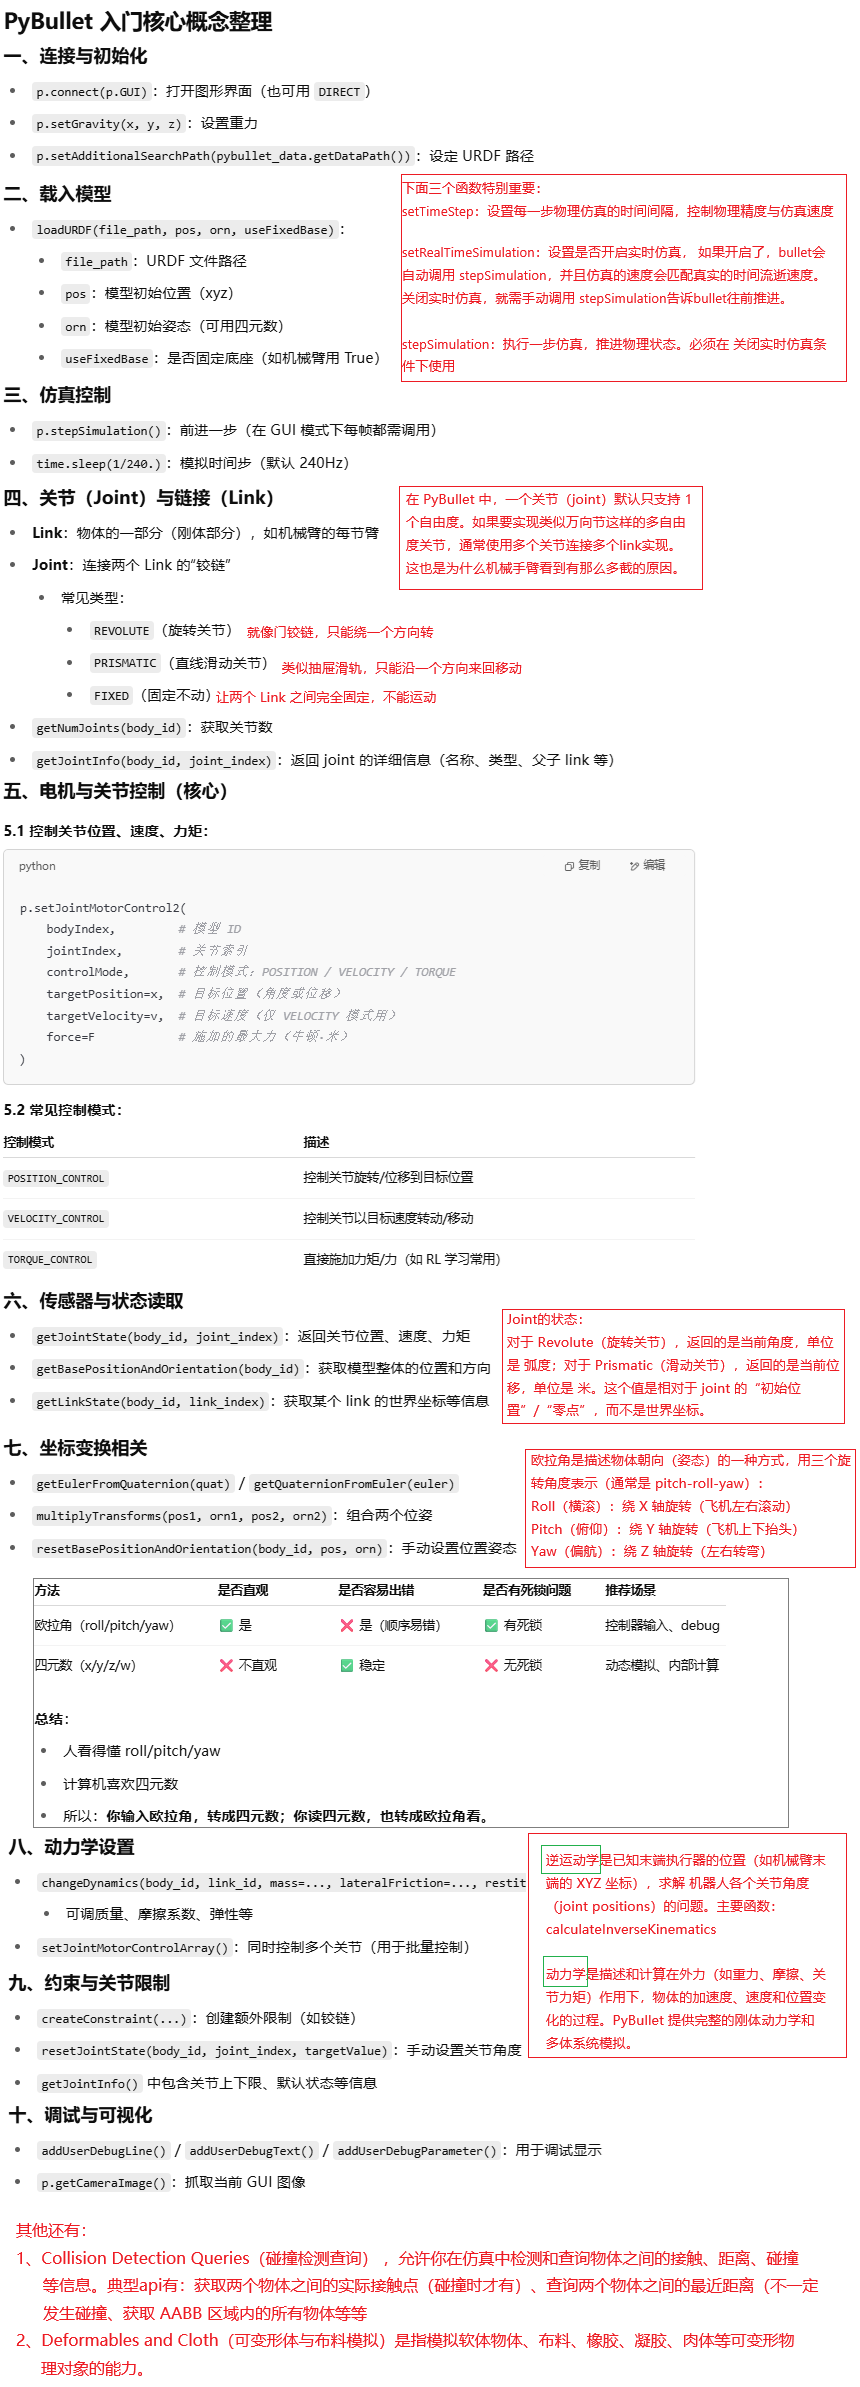 PyBullet 入门核心概念整理
一、连接与初始化
p.connect(p.GUI)：打开图形界面（也可用 DIRECT）
p.setGravity(x, y, z)：设置重力
p.setAdditionalSearchPath(pybullet_data.getDataPath())：设定 URDF 路径
二、载入模型
loadURDF(file_path, pos, orn, useFixedBase)：
file_path：URDF 文件路径
pos：模型初始位置（xyz）
orn：模型初始姿态（可用四元数）
useFixedBase：是否固定底座（如机械臂用 True）
下面三个函数特别重要：
setTimeStep：设置每一步物理仿真的时间间隔，控制物理精度与仿真速度
setRealTimeSimulation：设置是否开启实时仿真， 如果开启了，bullet会
自动调用 stepSimulation，并且仿真的速度会匹配真实的时间流逝速度。
关闭实时仿真，就需手动调用 stepSimulation告诉bullet往前推进。
stepSimulation：执行一步仿真，推进物理状态。必须在 关闭实时仿真条
件下使用
三、仿真控制
p.stepSimulation()：前进一步（在 GUI 模式下每帧都需调用）
time.sleep(1/240.)：模拟时间步（默认 240Hz）
四、关节（Joint）与链接（Link）
Link：物体的一部分（刚体部分），如机械臂的每节臂
Joint：连接两个 Link 的“铰链”
常见类型：
REVOLUTE（旋转关节） 就像门铰链，只能绕一个方向转
PRISMATIC（直线滑动关节） 类似抽屉滑轨，只能沿一个方向来回移动
FIXED（固定不动）让两个 Link 之间完全固定，不能运动
getNumJoints(body_id)：获取关节数
getJointInfo(body_id, joint_index)：返回 joint 的详细信息（名称、类型、父子 link 等）
在 PyBullet 中，一个关节（joint）默认只支持 1
个自由度。如果要实现类似万向节这样的多自由
度关节，通常使用多个关节连接多个link实现。
这也是为什么机械手臂看到有那么多截的原因。
五、电机与关节控制（核心）
5.1 控制关节位置、速度、力矩：
python 复制 编辑
p.setJointMotorControl2(
bodyIndex, # 模型 ID
jointIndex, # 关节索引
controlMode, # 控制模式：POSITION / VELOCITY / TORQUE
targetPosition=x, # 目标位置（角度或位移）
targetVelocity=v, # 目标速度（仅 VELOCITY 模式用）
force=F # 施加的最大力（牛顿·米）
)
5.2 常见控制模式：
控制模式 描述
POSITION_CONTROL 控制关节旋转/位移到目标位置
VELOCITY_CONTROL 控制关节以目标速度转动/移动
TORQUE_CONTROL 直接施加力矩/力（如 RL 学习常用）
六、传感器与状态读取
getJointState(body_id, joint_index)：返回关节位置、速度、力矩
getBasePositionAndOrientation(body_id)：获取模型整体的位置和方向
getLinkState(body_id, link_index)：获取某个 link 的世界坐标等信息
Joint的状态：
对于 Revolute（旋转关节），返回的是当前角度，单位
是 弧度；对于 Prismatic（滑动关节），返回的是当前位
移，单位是 米。这个值是相对于 joint 的 “初始位
置” / “零点” ，而不是世界坐标。
七、坐标变换相关
getEulerFromQuaternion(quat) / getQuaternionFromEuler(euler)
multiplyTransforms(pos1, orn1, pos2, orn2)：组合两个位姿
resetBasePositionAndOrientation(body_id, pos, orn)：手动设置位置姿态
欧拉角是描述物体朝向（姿态）的一种方式，用三个旋
转角度表示（通常是 pitch-roll-yaw）：
Roll（横滚）：绕 X 轴旋转（飞机左右滚动）
Pitch（俯仰）：绕 Y 轴旋转（飞机上下抬头）
Yaw（偏航）：绕 Z 轴旋转（左右转弯）
方法 是否直观 是否容易出错 是否有死锁问题 推荐场景
欧拉角（roll/pitch/yaw） ✅ 是 ❌ 是（顺序易错） ✅ 有死锁 控制器输入、debug
四元数（x/y/z/w） ❌ 不直观 ✅ 稳定 ❌ 无死锁 动态模拟、内部计算
总结：
人看得懂 roll/pitch/yaw
计算机喜欢四元数
所以：你输入欧拉角，转成四元数；你读四元数，也转成欧拉角看。
八、动力学设置
changeDynamics(body_id, link_id, mass=..., lateralFriction=..., restit
可调质量、摩擦系数、弹性等
setJointMotorControlArray()：同时控制多个关节（用于批量控制）
逆运动学是已知末端执行器的位置（如机械臂末
端的 XYZ 坐标），求解 机器人各个关节角度
（joint positions）的问题。主要函数：
calculateInverseKinematics
动力学是描述和计算在外力（如重力、摩擦、关
节力矩）作用下，物体的加速度、速度和位置变
化的过程。PyBullet 提供完整的刚体动力学和
多体系统模拟。
九、约束与关节限制
createConstraint(...)：创建额外限制（如铰链）
resetJointState(body_id, joint_index, targetValue)：手动设置关节角度
getJointInfo() 中包含关节上下限、默认状态等信息
十、调试与可视化
addUserDebugLine() / addUserDebugText() / addUserDebugParameter()：用于调试显示
p.getCameraImage()：抓取当前 GUI 图像
其他还有：
1、Collision Detection Queries（碰撞检测查询） ，允许你在仿真中检测和查询物体之间的接触、距离、碰撞
等信息。典型api有：获取两个物体之间的实际接触点（碰撞时才有）、查询两个物体之间的最近距离（不一定
发生碰撞、获取 AABB 区域内的所有物体等等
2、Deformables and Cloth（可变形体与布料模拟）是指模拟软体物体、布料、橡胶、凝胶、肉体等可变形物
理对象的能力。